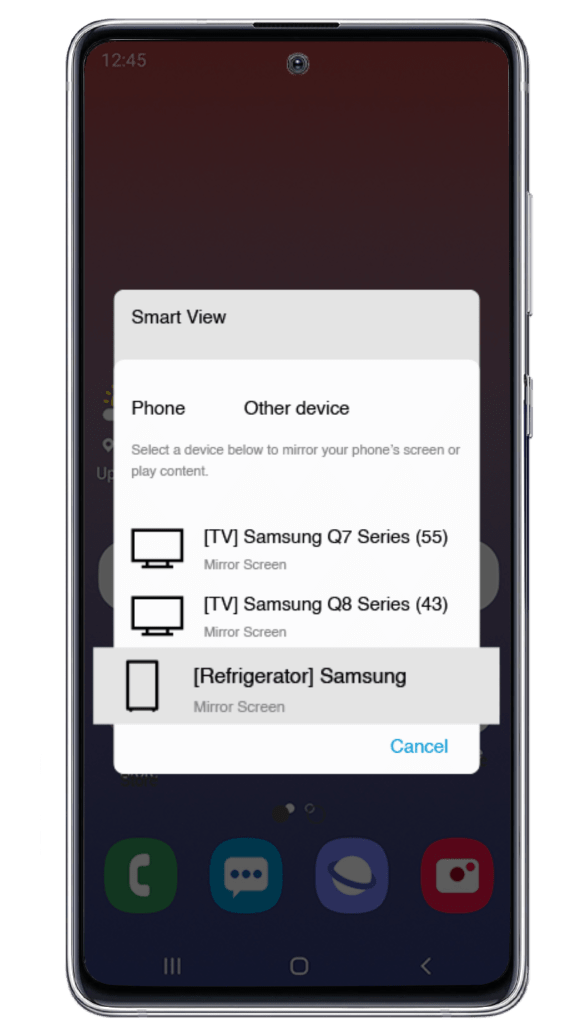 12:45
Smart View
Phone Other device
Select a device below to mirror your phone's screen or
play content.
Up
[TV] Samsung Q7 Series (55)
Mirror Screen
[TV] Samsung Q8 Series (43)
Mirror Screen
[Refrigerator] Samsung
Mirror Screen
Cancel